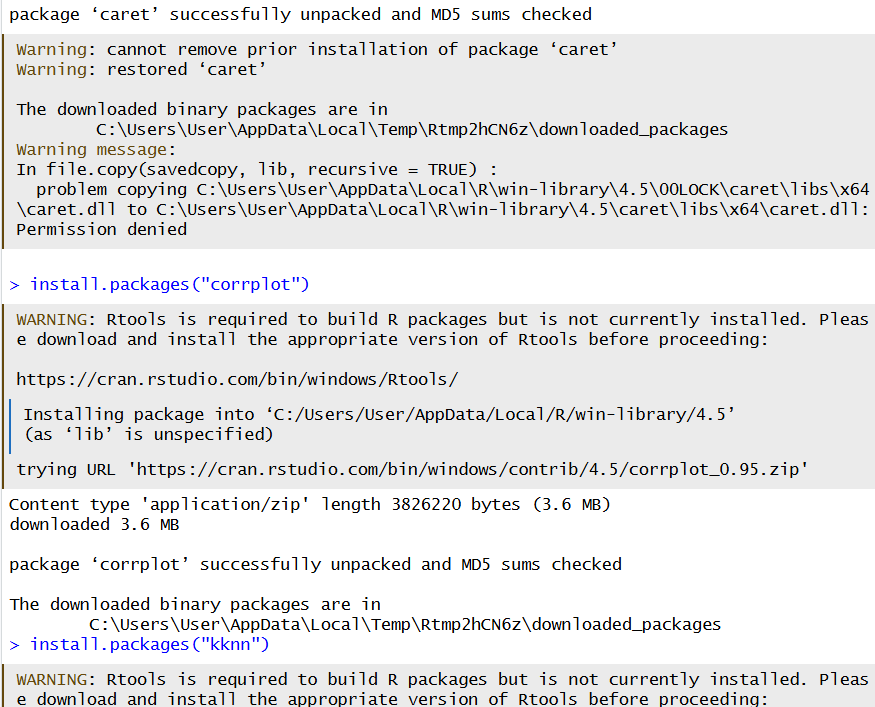 package ‘caret’ successfully unpacked and MD5 sums checked
Warning: cannot remove prior installation of package ‘caret’
Warning: restored ‘caret’
The downloaded binary packages are in
C:\Users\User\AppData\Local\Temp\Rtmp2hCN6z\downloaded_packages
Warning message:
In file.copy(savedcopy, lib, recursive = TRUE) :
problem copying C:\Users\User\AppData\Local\R\win-library\4.5\00LOCK\caret\libs\x64
\caret.dll to C:\Users\User\AppData\Local\R\win-library\4.5\caret\libs\x64\caret.dll:
Permission denied
> install.packages("corrplot")
WARNING: Rtools is required to build R packages but is not currently installed. Pleas
e download and install the appropriate version of Rtools before proceeding:
https://cran.rstudio.com/bin/windows/Rtools/
Installing package into ‘C:/Users/User/AppData/Local/R/win-library/4.5’
(as ‘lib’ is unspecified)
trying URL 'https://cran.rstudio.com/bin/windows/contrib/4.5/corrplot_0.95.zip'
Content type 'application/zip' length 3826220 bytes (3.6 MB)
downloaded 3.6 MB
package ‘corrplot’ successfully unpacked and MD5 sums checked
The downloaded binary packages are in
C:\Users\User\AppData\Local\Temp\Rtmp2hCN6z\downloaded_packages
> install.packages("kknn")
WARNING: Rtools is required to build R packages but is not currently installed. Pleas
e download and install the appropriate version of Rtools before proceeding: